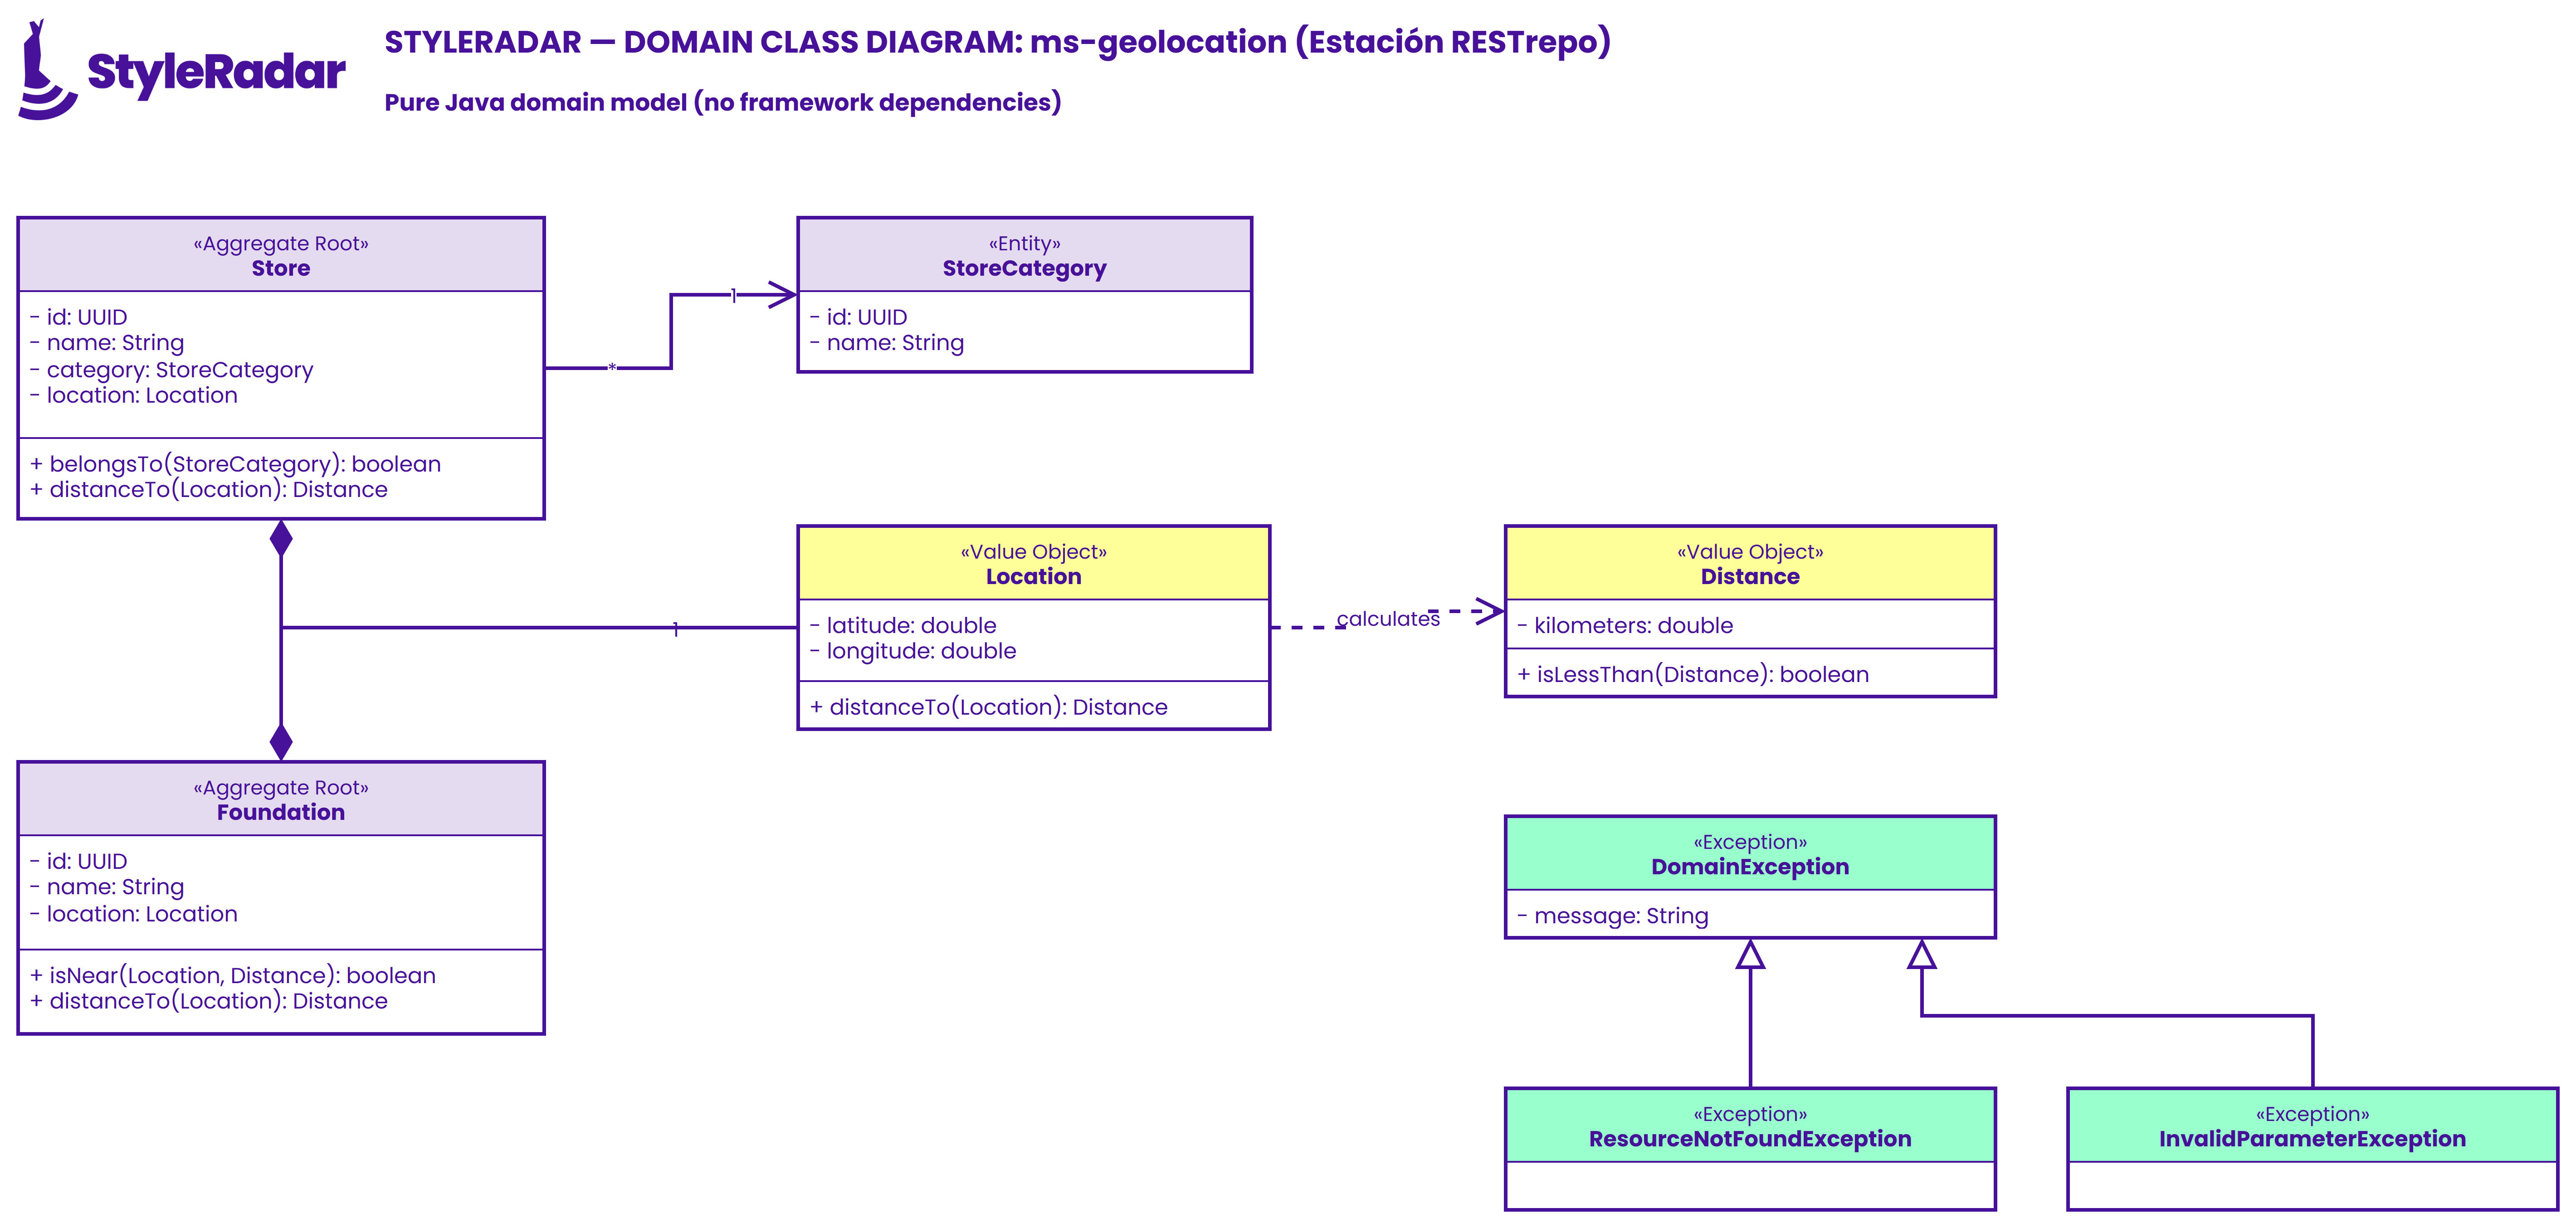 StyleRadar
STYLERADAR — DOMAIN CLASS DIAGRAM: ms-geolocation (Estación RESTrepo)
Pure Java domain model (no framework dependencies)
«Aggregate Root»
Store
- id: UUID
- name: String
- category: StoreCategory
- location: Location
+ belongsTo(StoreCategory): boolean
+ distanceTo(Location): Distance
*
1
«Entity»
StoreCategory
- id: UUID
- name: String
1
«Value Object»
Location
- latitude: double
- longitude: double
+ distanceTo(Location): Distance
calculates
«Value Object»
Distance
- kilometers: double
+ isLessThan(Distance): boolean
«Aggregate Root»
Foundation
- id: UUID
- name: String
- location: Location
+ isNear(Location, Distance): boolean
+ distanceTo(Location): Distance
«Exception»
DomainException
- message: String
«Exception»
ResourceNotFoundException
«Exception»
InvalidParameterException